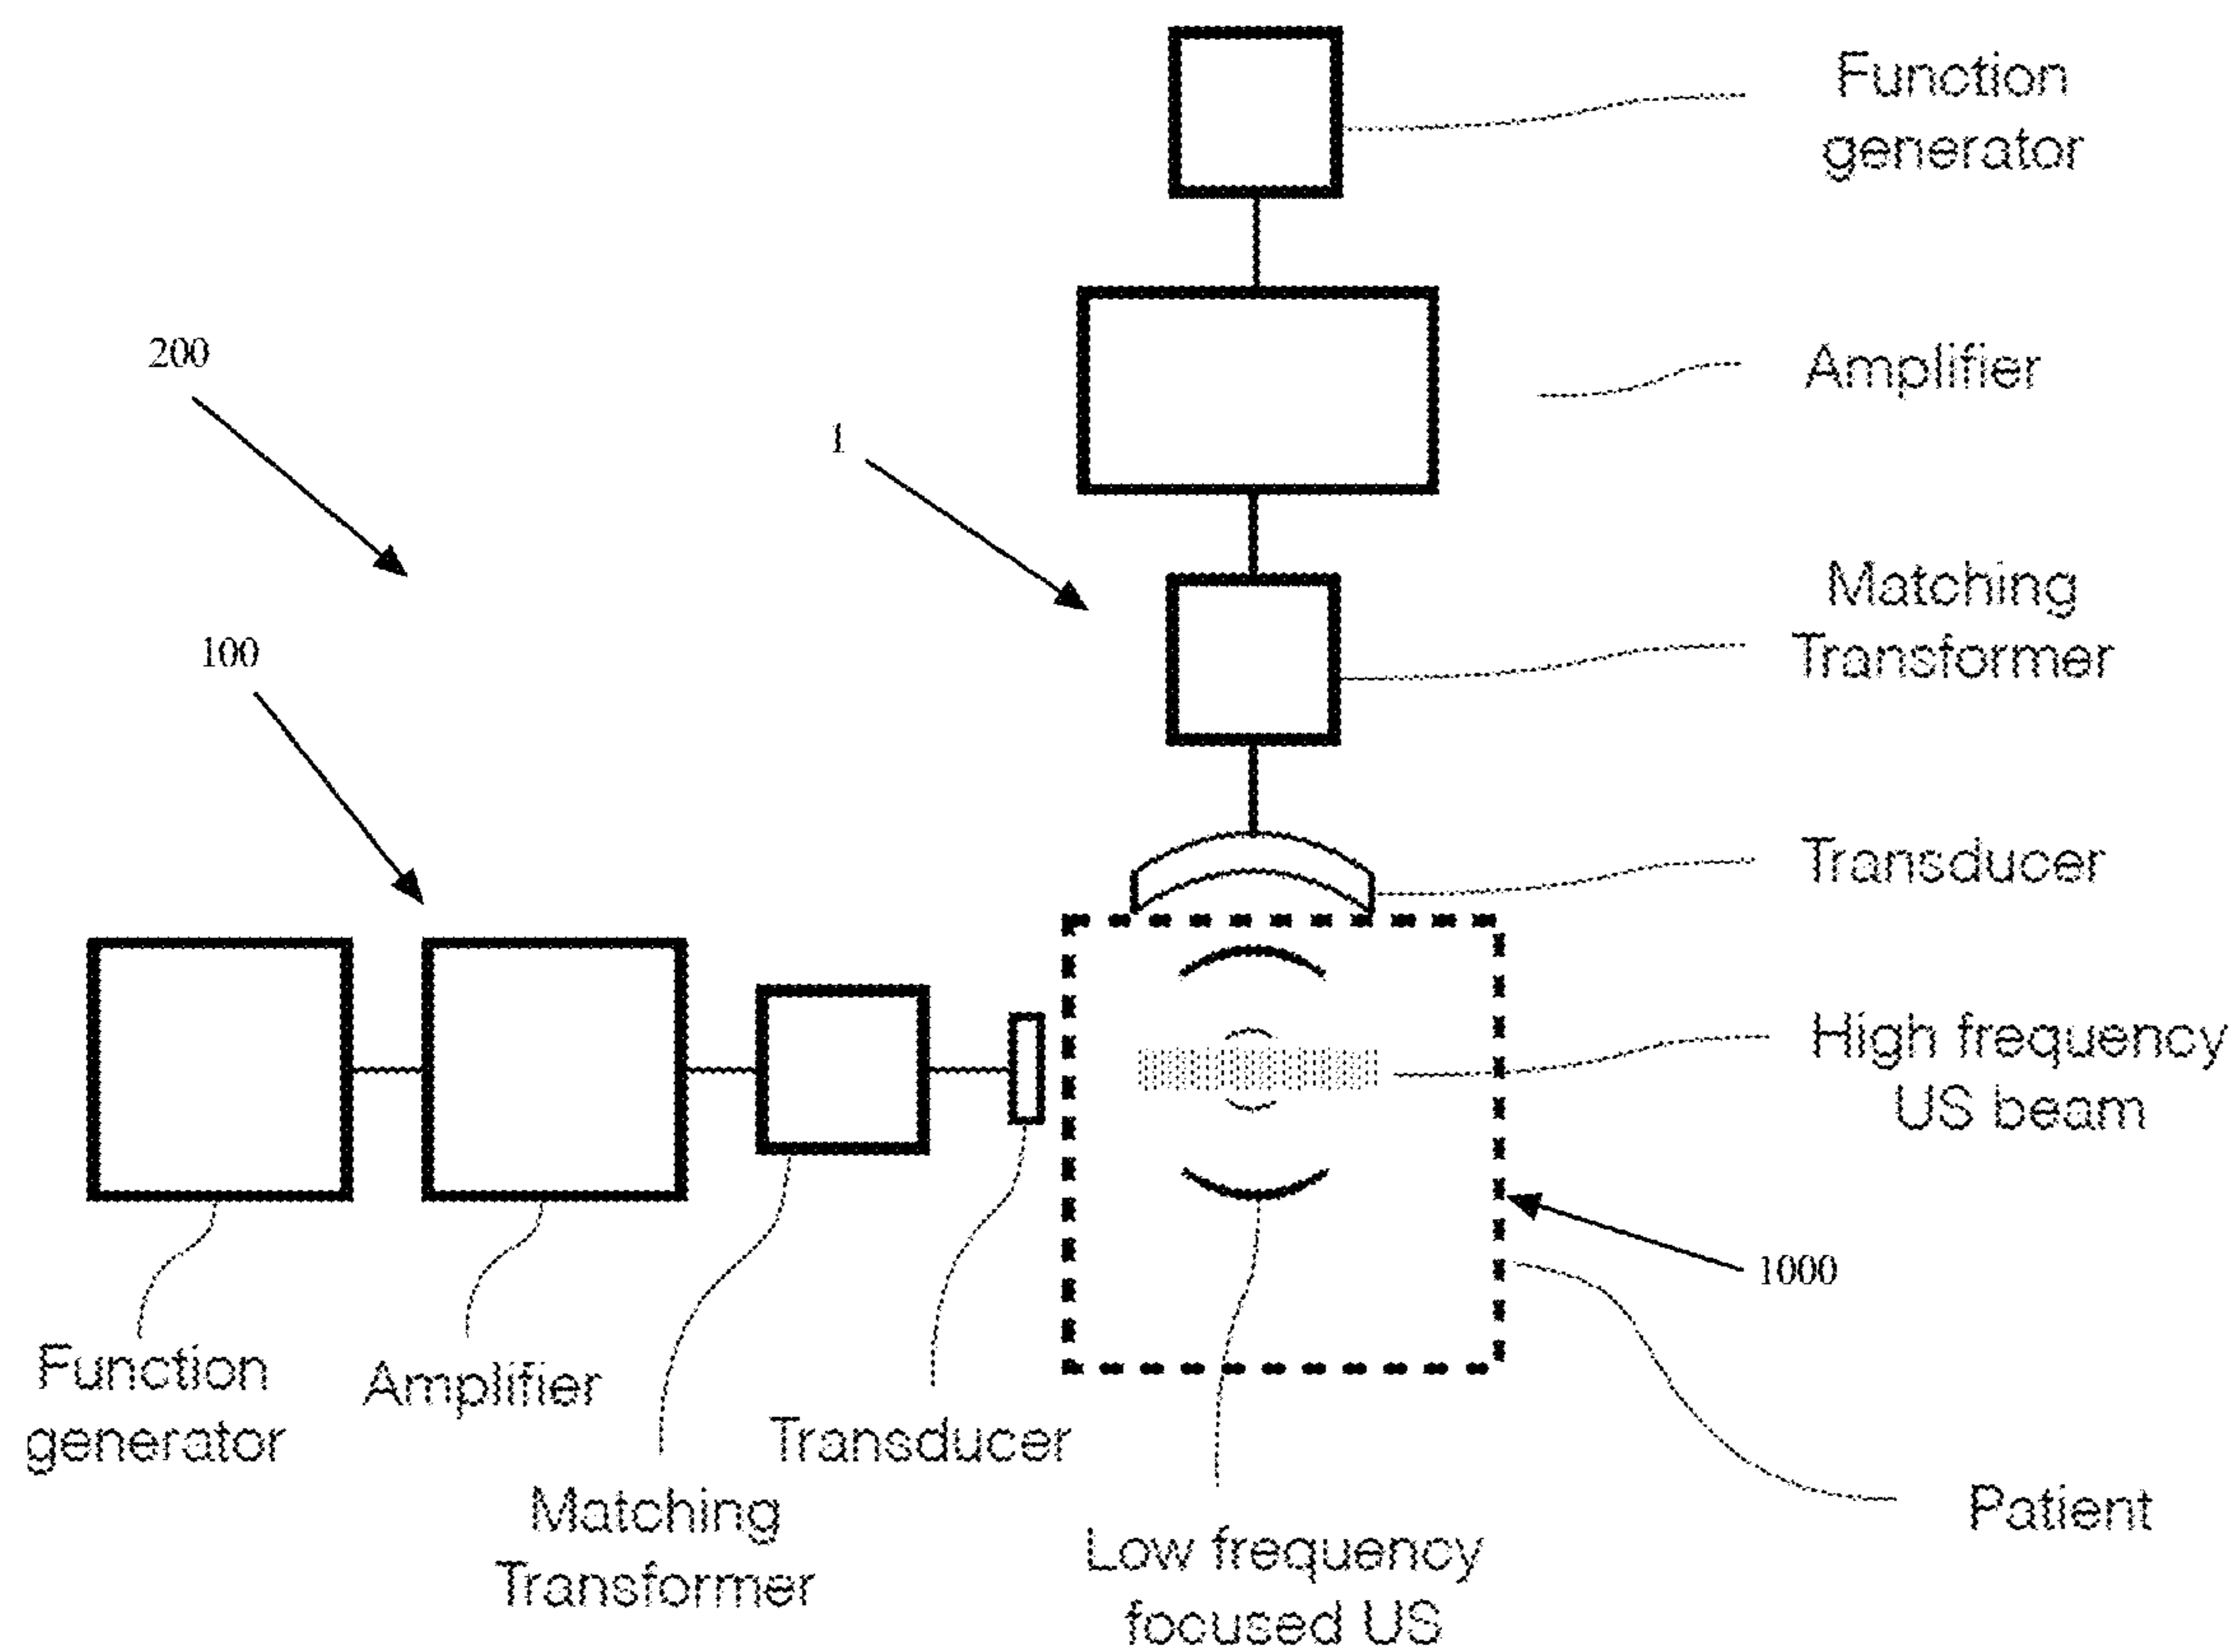 Function
generator
200
Amplifier
1
Matching
Transformer
100
Transducer
High frequency
US beam
1000
Function
generator
Amplifier
Transducer
Matching
Transformer
Low frequency
focused US
Patient